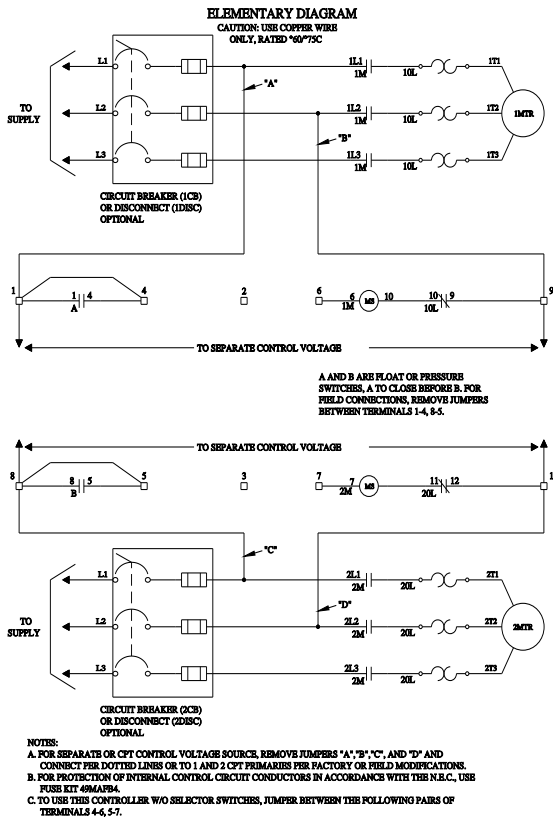 ELEMENTARY DIAGRAM
CAUTION: USE COPPER WIRE
ONLY, RATED °60/°75C
L1
1L1
1M
10L
1T1
"A"
TO
SUPPLY
L2
1L2
1M
10L
1T2
1MTR
"B"
L3
1L3
1M
10L
1T3
CIRCUIT BREAKER (1CB)
OR DISCONNECT (1DISC)
OPTIONAL
1
1
4
A
4
2
6
6
1M
MS
10
10
9
10L
9
TO SEPARATE CONTROL VOLTAGE
A AND B ARE FLOAT OR PRESSURE
SWITCHES, A TO CLOSE BEFORE B. FOR
FIELD CONNECTIONS, REMOVE JUMPERS
BETWEEN TERMINALS 1-4, 8-5.
TO SEPARATE CONTROL VOLTAGE
8
8
5
B
5
3
7
7
2M
MS
11
12
20L
1
"C"
L1
2L1
2M
20L
2T1
"D"
TO
SUPPLY
L2
2L2
2M
20L
2T2
2MTR
L3
2L3
2M
20L
2T3
CIRCUIT BREAKER (2CB)
OR DISCONNECT (2DISC)
OPTIONAL
NOTES:
A. FOR SEPARATE OR CPT CONTROL VOLTAGE SOURCE, REMOVE JUMPERS "A","B","C", AND "D" AND
CONNECT PER DOTTED LINES OR TO 1 AND 2 CPT PRIMARIES PER FACTORY OR FIELD MODIFICATIONS.
B. FOR PROTECTION OF INTERNAL CONTROL CIRCUIT CONDUCTORS IN ACCORDANCE WITH THE N.E.C., USE
FUSE KIT 49MAFB4.
C. TO USE THIS CONTROLLER W/O SELECTOR SWITCHES, JUMPER BETWEEN THE FOLLOWING PAIRS OF
TERMINALS 4-6, 5-7.